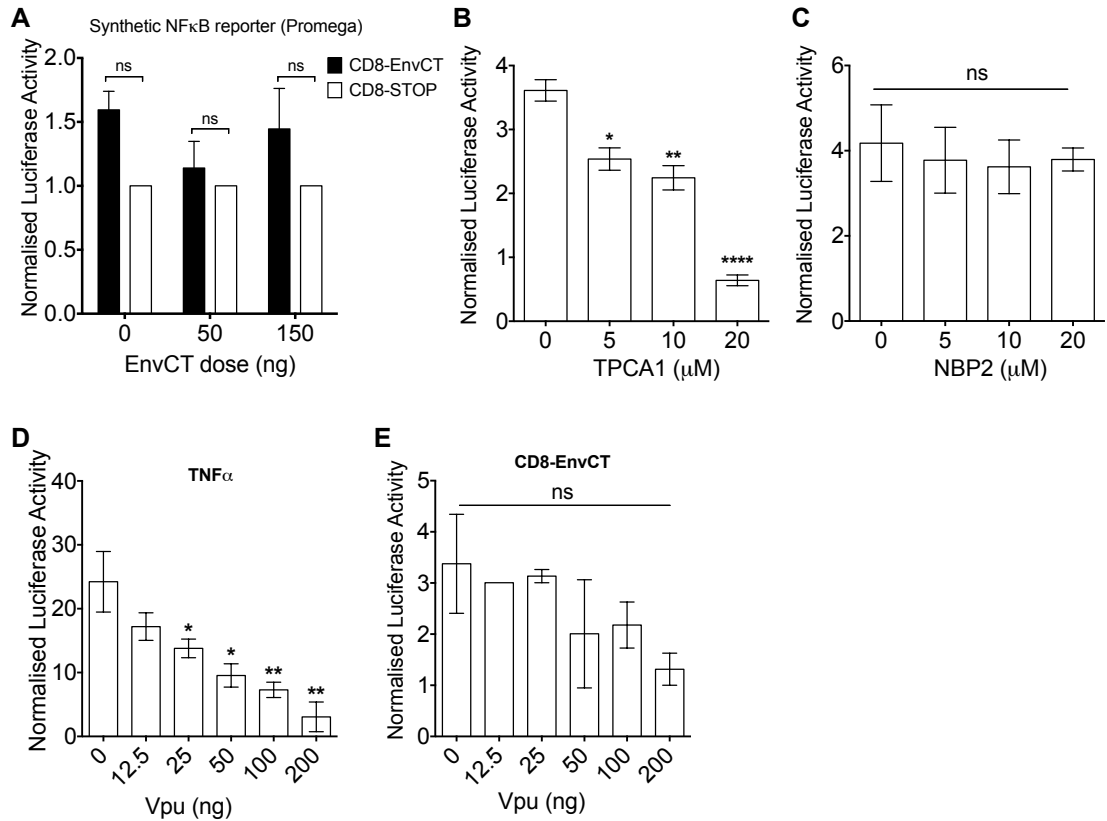 A
Synthetic NFκB reporter (Promega)
Normalised Luciferase Activity
2.0
1.5
1.0
0.5
0.0
ns
ns
ns
CD8-EnvCT
CD8-STOP
0 50 150
EnvCT dose (ng)
B
Normalised Luciferase Activity
4
3
2
1
0
*
**
****
0 5 10 20
TPCA1 (μM)
C
Normalised Luciferase Activity
6
4
2
0
ns
0 5 10 20
NBP2 (μM)
D
TNFα
Normalised Luciferase Activity
40
30
20
10
0
*
*
**
**
0 12.5 25 50 100 200
Vpu (ng)
E
CD8-EnvCT
Normalised Luciferase Activity
5
4
3
2
1
0
ns
0 12.5 25 50 100 200
Vpu (ng)